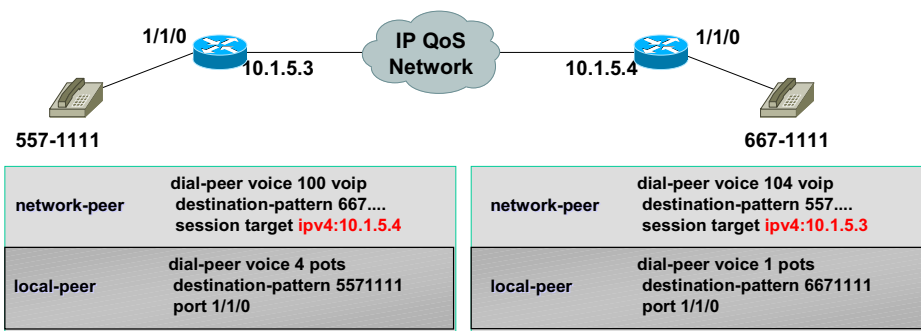 1/1/0
IP QoS
Network
1/1/0
10.1.5.3
10.1.5.4
557-1111
667-1111
network-peer
dial-peer voice 100 voip
destination-pattern 667....
session target ipv4:10.1.5.4
local-peer
dial-peer voice 4 pots
destination-pattern 5571111
port 1/1/0
network-peer
dial-peer voice 104 voip
destination-pattern 557....
session target ipv4:10.1.5.3
local-peer
dial-peer voice 1 pots
destination-pattern 6671111
port 1/1/0